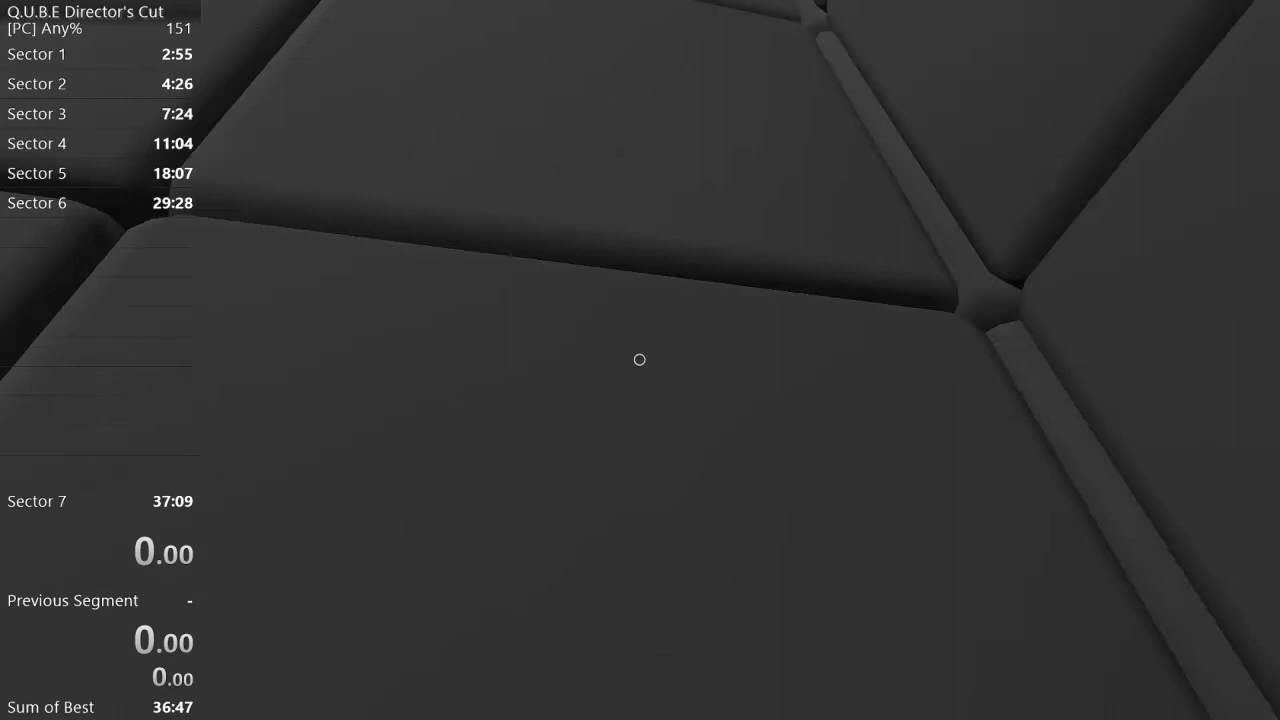 Q.U.B.E Director's Cut
[PC] Any% 151
Sector 1 2:55
Sector 2 4:26
Sector 3 7:24
Sector 4 11:04
Sector 5 18:07
Sector 6 29:28
Sector 7 37:09
0.00
Previous Segment -
0.00
0.00
Sum of Best 36:47